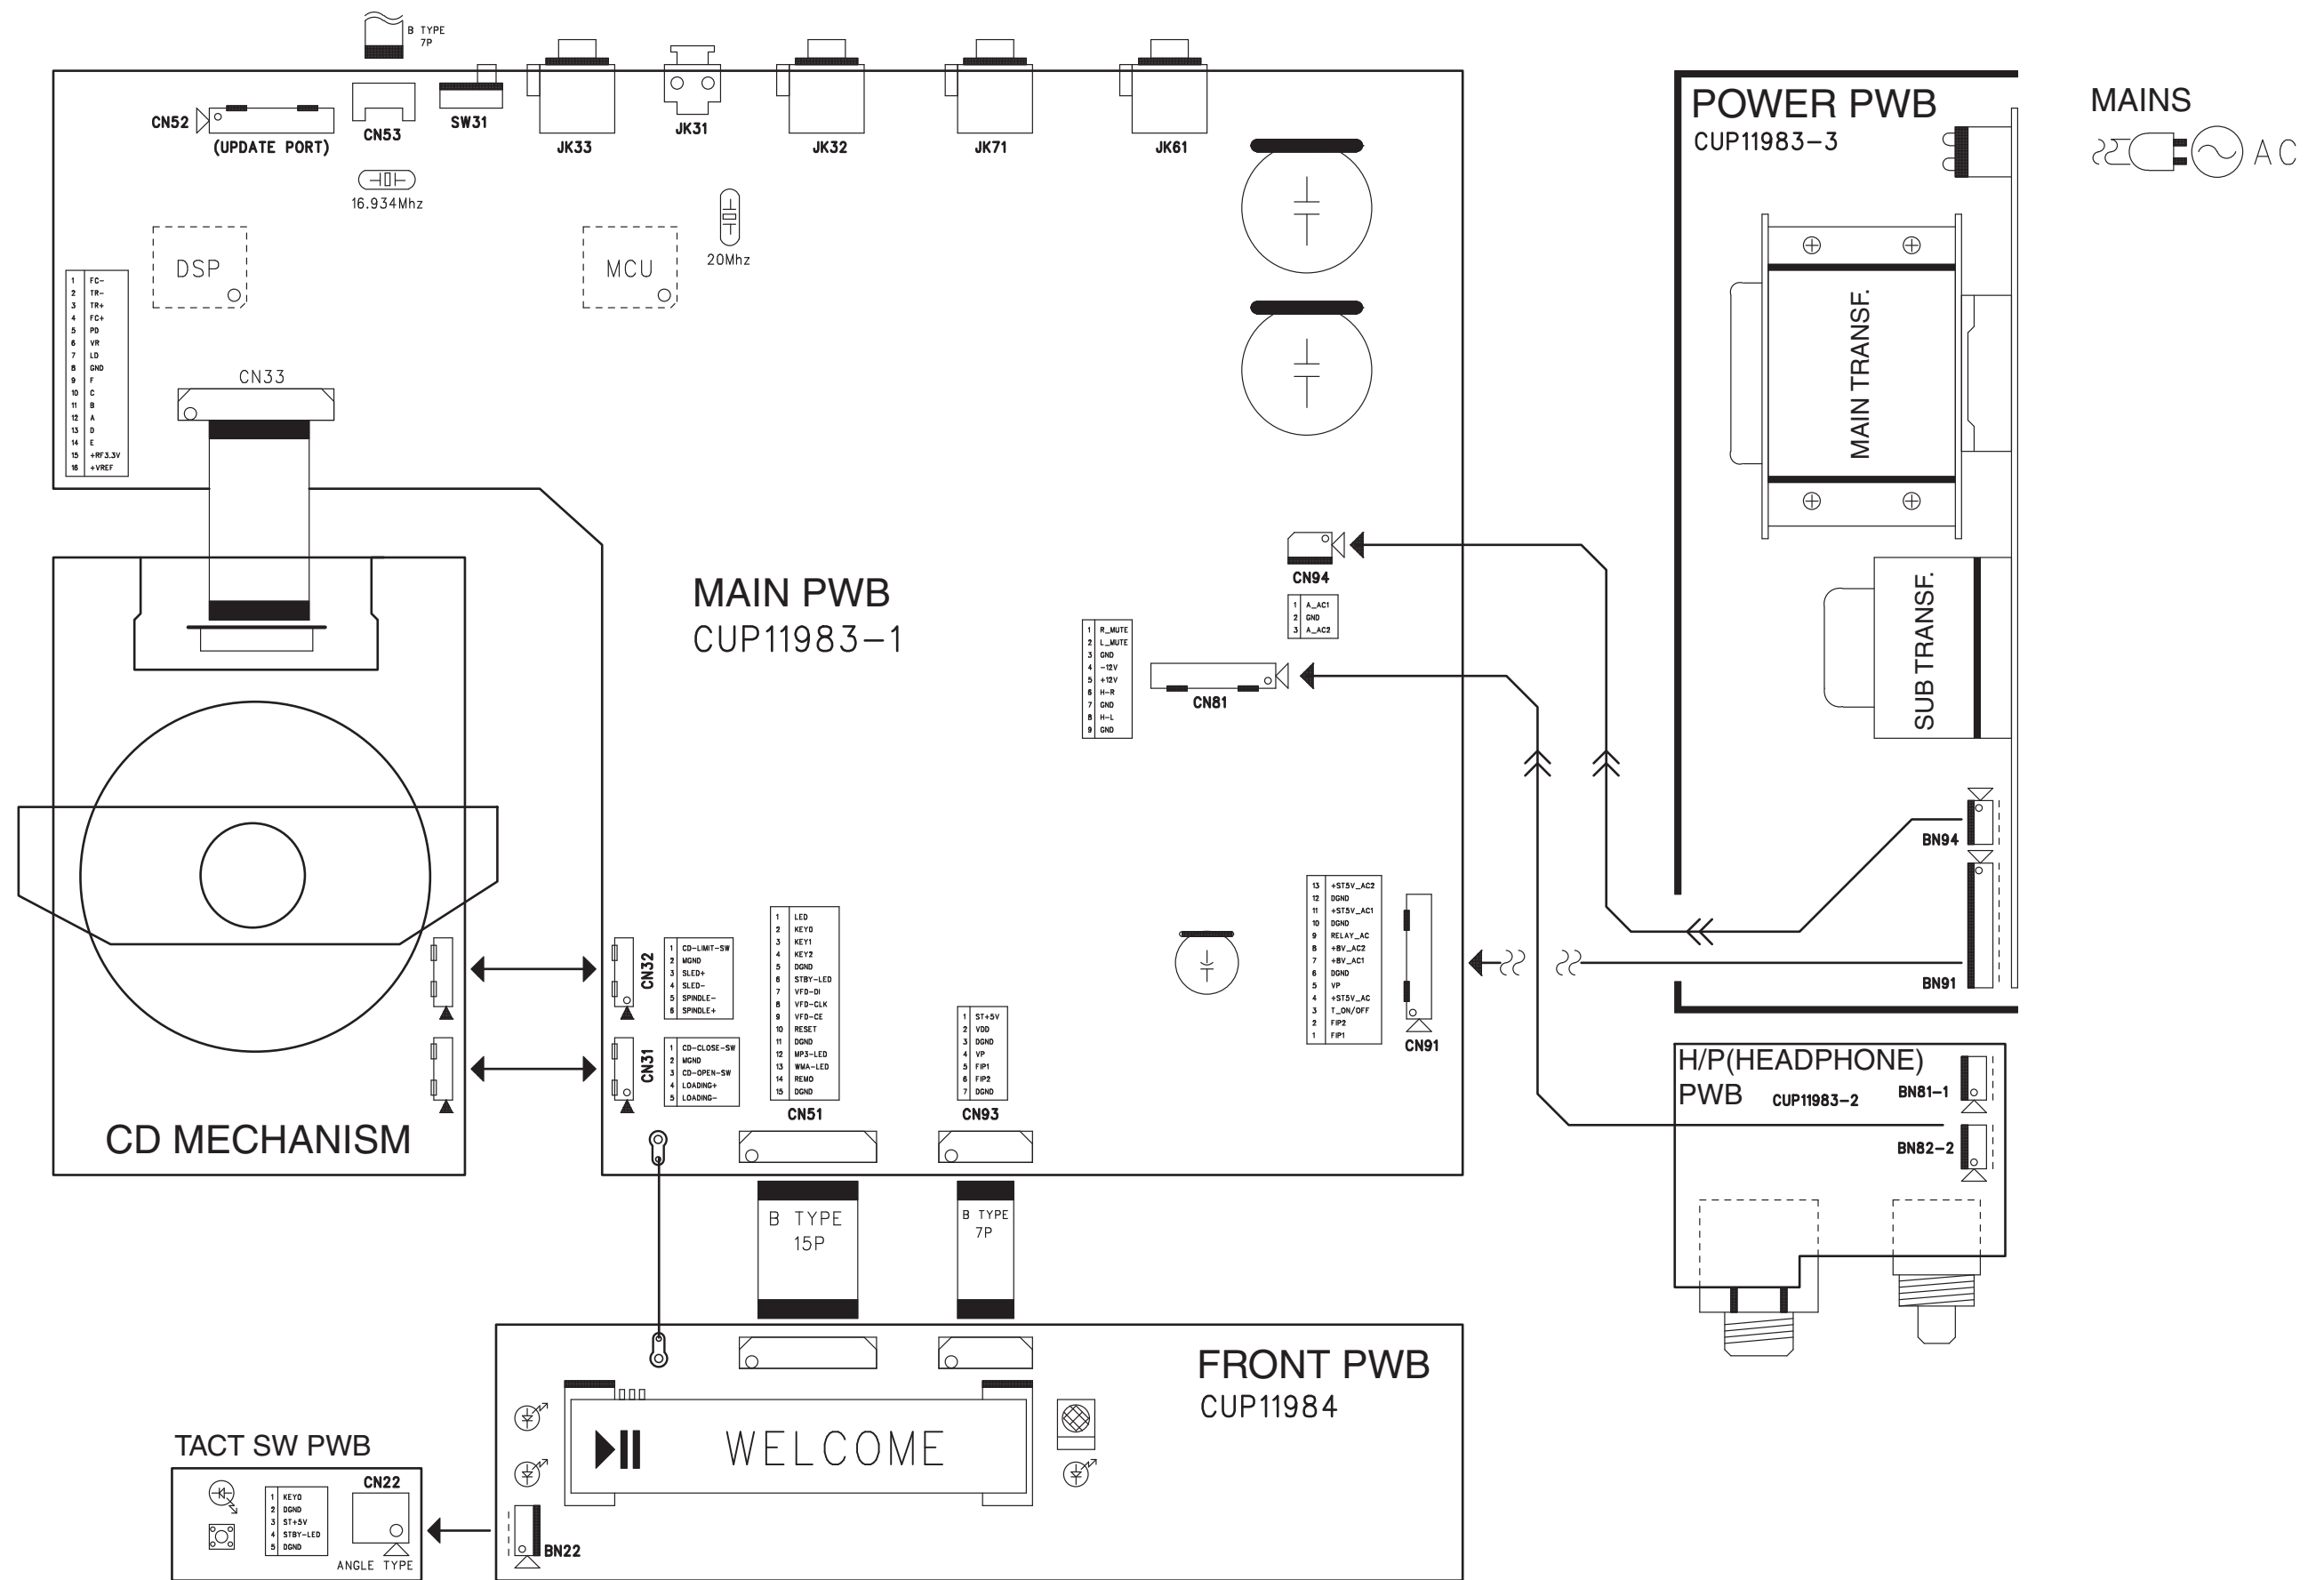 B TYPE
7P
CN52
(UPDATE PORT)
CN53
SW31
JK33
JK31
JK32
JK71
JK61
16.934Mhz
20Mhz
DSP
MCU
1 FC-
2 TR-
3 TR+
4 FC+
5 PD
6 VR
7 LD
8 GND
9 F
10 C
11 B
12 A
13 D
14 E
15 +RF3.3V
16 +VREF
CN33
POWER PWB
CUP11983-3
MAINS
AC
MAIN TRANSF.
SUB TRANSF.
BN94
BN91
MAIN PWB
CUP11983-1
CN94
1 A_AC1
2 GND
3 A_AC2
1 R_MUTE
2 L_MUTE
3 GND
4 -12V
5 +12V
6 H-R
7 GND
8 H-L
9 GND
CN81
13 +ST5V_AC2
12 DGND
11 +ST5V_AC1
10 DGND
9 RELAY_AC
8 +8V_AC2
7 +8V_AC1
6 DGND
5 VP
4 +ST5V_AC
3 T_ON/OFF
2 FIP2
1 FIP1
CN91
CD MECHANISM
CN32
1 CD-LIMIT-SW
2 MGND
3 SLED+
4 SLED-
5 SPINDLE-
6 SPINDLE+
CN31
1 CD-CLOSE-SW
2 MGND
3 CD-OPEN-SW
4 LOADING+
5 LOADING-
1 LED
2 KEY0
3 KEY1
4 KEY2
5 DGND
6 STBY-LED
7 VFD-DI
8 VFD-CLK
9 VFD-CE
10 RESET
11 DGND
12 MP3-LED
13 WMA-LED
14 REMO
15 DGND
CN51
1 ST+5V
2 VDD
3 DGND
4 VP
5 FIP1
6 FIP2
7 DGND
CN93
H/P(HEADPHONE)
PWB CUP11983-2
BN81-1
BN82-2
B TYPE
15P
B TYPE
7P
FRONT PWB
CUP11984
WELCOME
BN22
TACT SW PWB
CN22
1 KEY0
2 DGND
3 ST+5V
4 STBY-LED
5 DGND
ANGLE TYPE